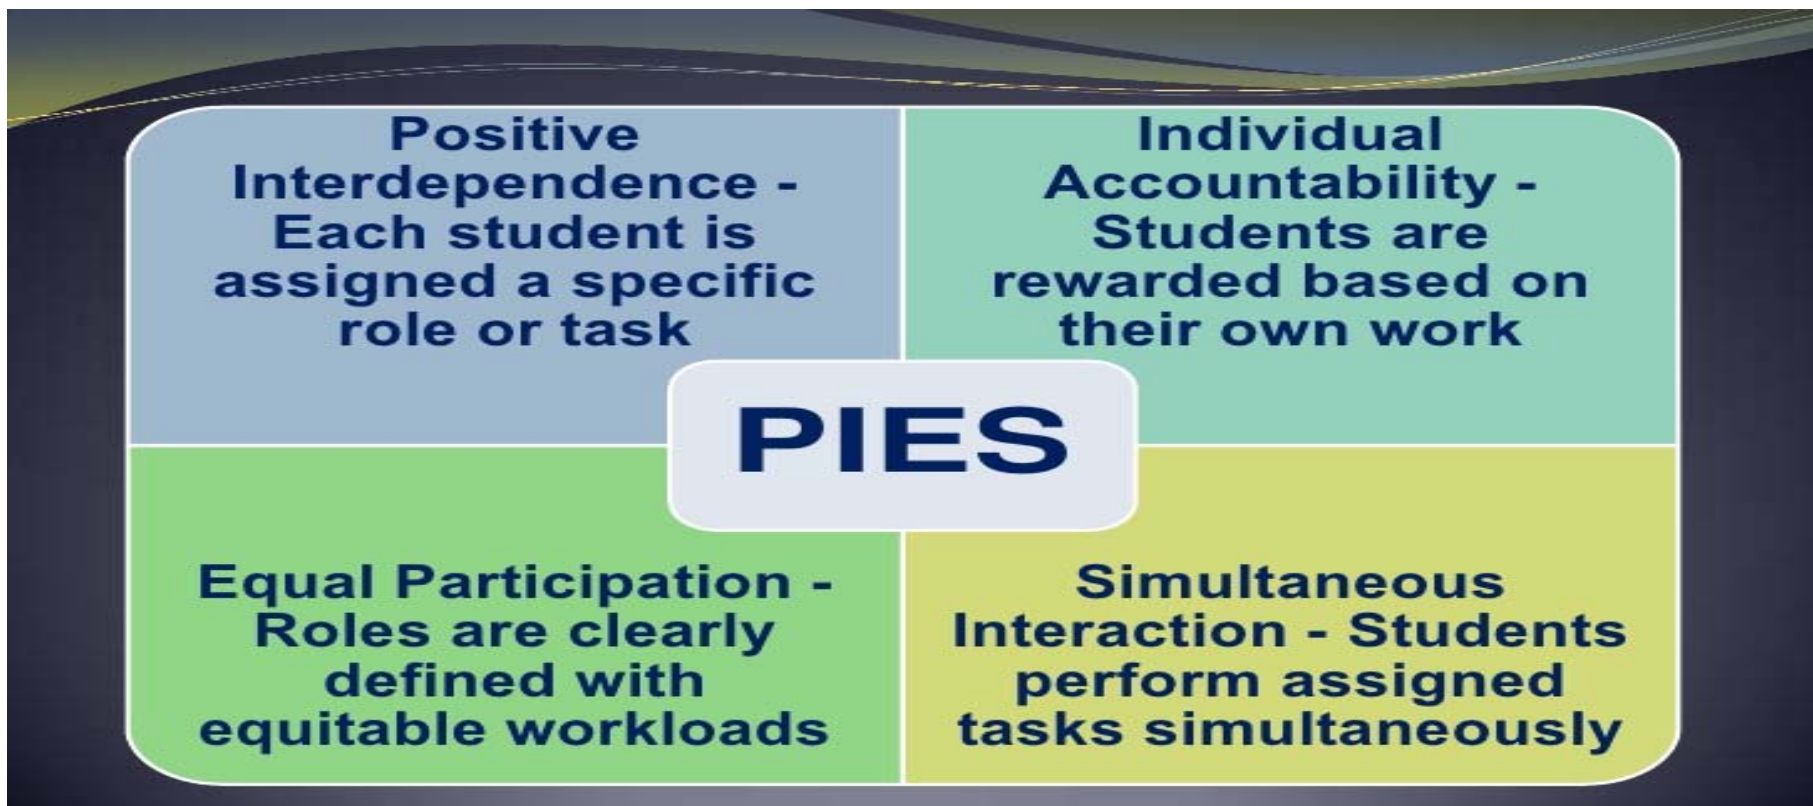 Positive
Interdependence -
Each student is
assigned a specific
role or task
Individual
Accountability -
Students are
rewarded based on
their own work
PIES
Equal Participation -
Roles are clearly
defined with
equitable workloads
Simultaneous
Interaction - Students
perform assigned
tasks simultaneously